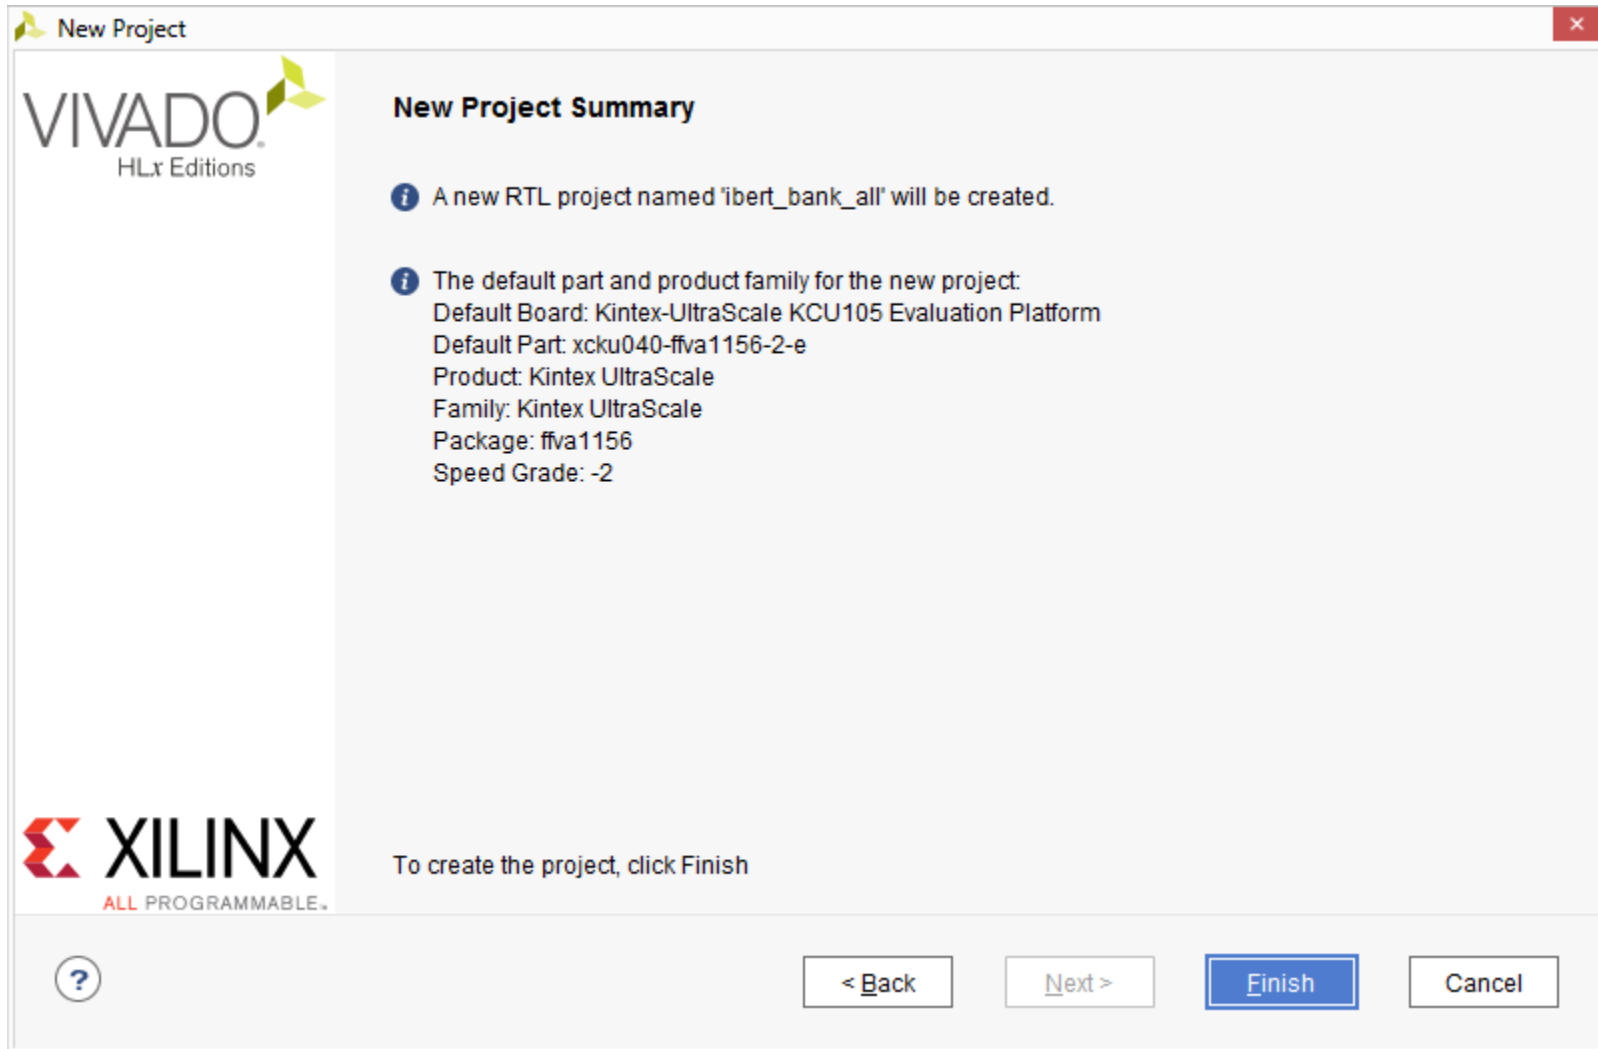 New Project
VIVADO
HLx Editions
New Project Summary
A new RTL project named 'ibert_bank_all' will be created.
The default part and product family for the new project:
Default Board: Kintex-UltraScale KCU105 Evaluation Platform
Default Part: xcku040-ffva1156-2-e
Product: Kintex UltraScale
Family: Kintex UltraScale
Package: ffva1156
Speed Grade: -2
XILINX
ALL PROGRAMMABLE™
To create the project, click Finish
?
< Back
Next >
Finish
Cancel